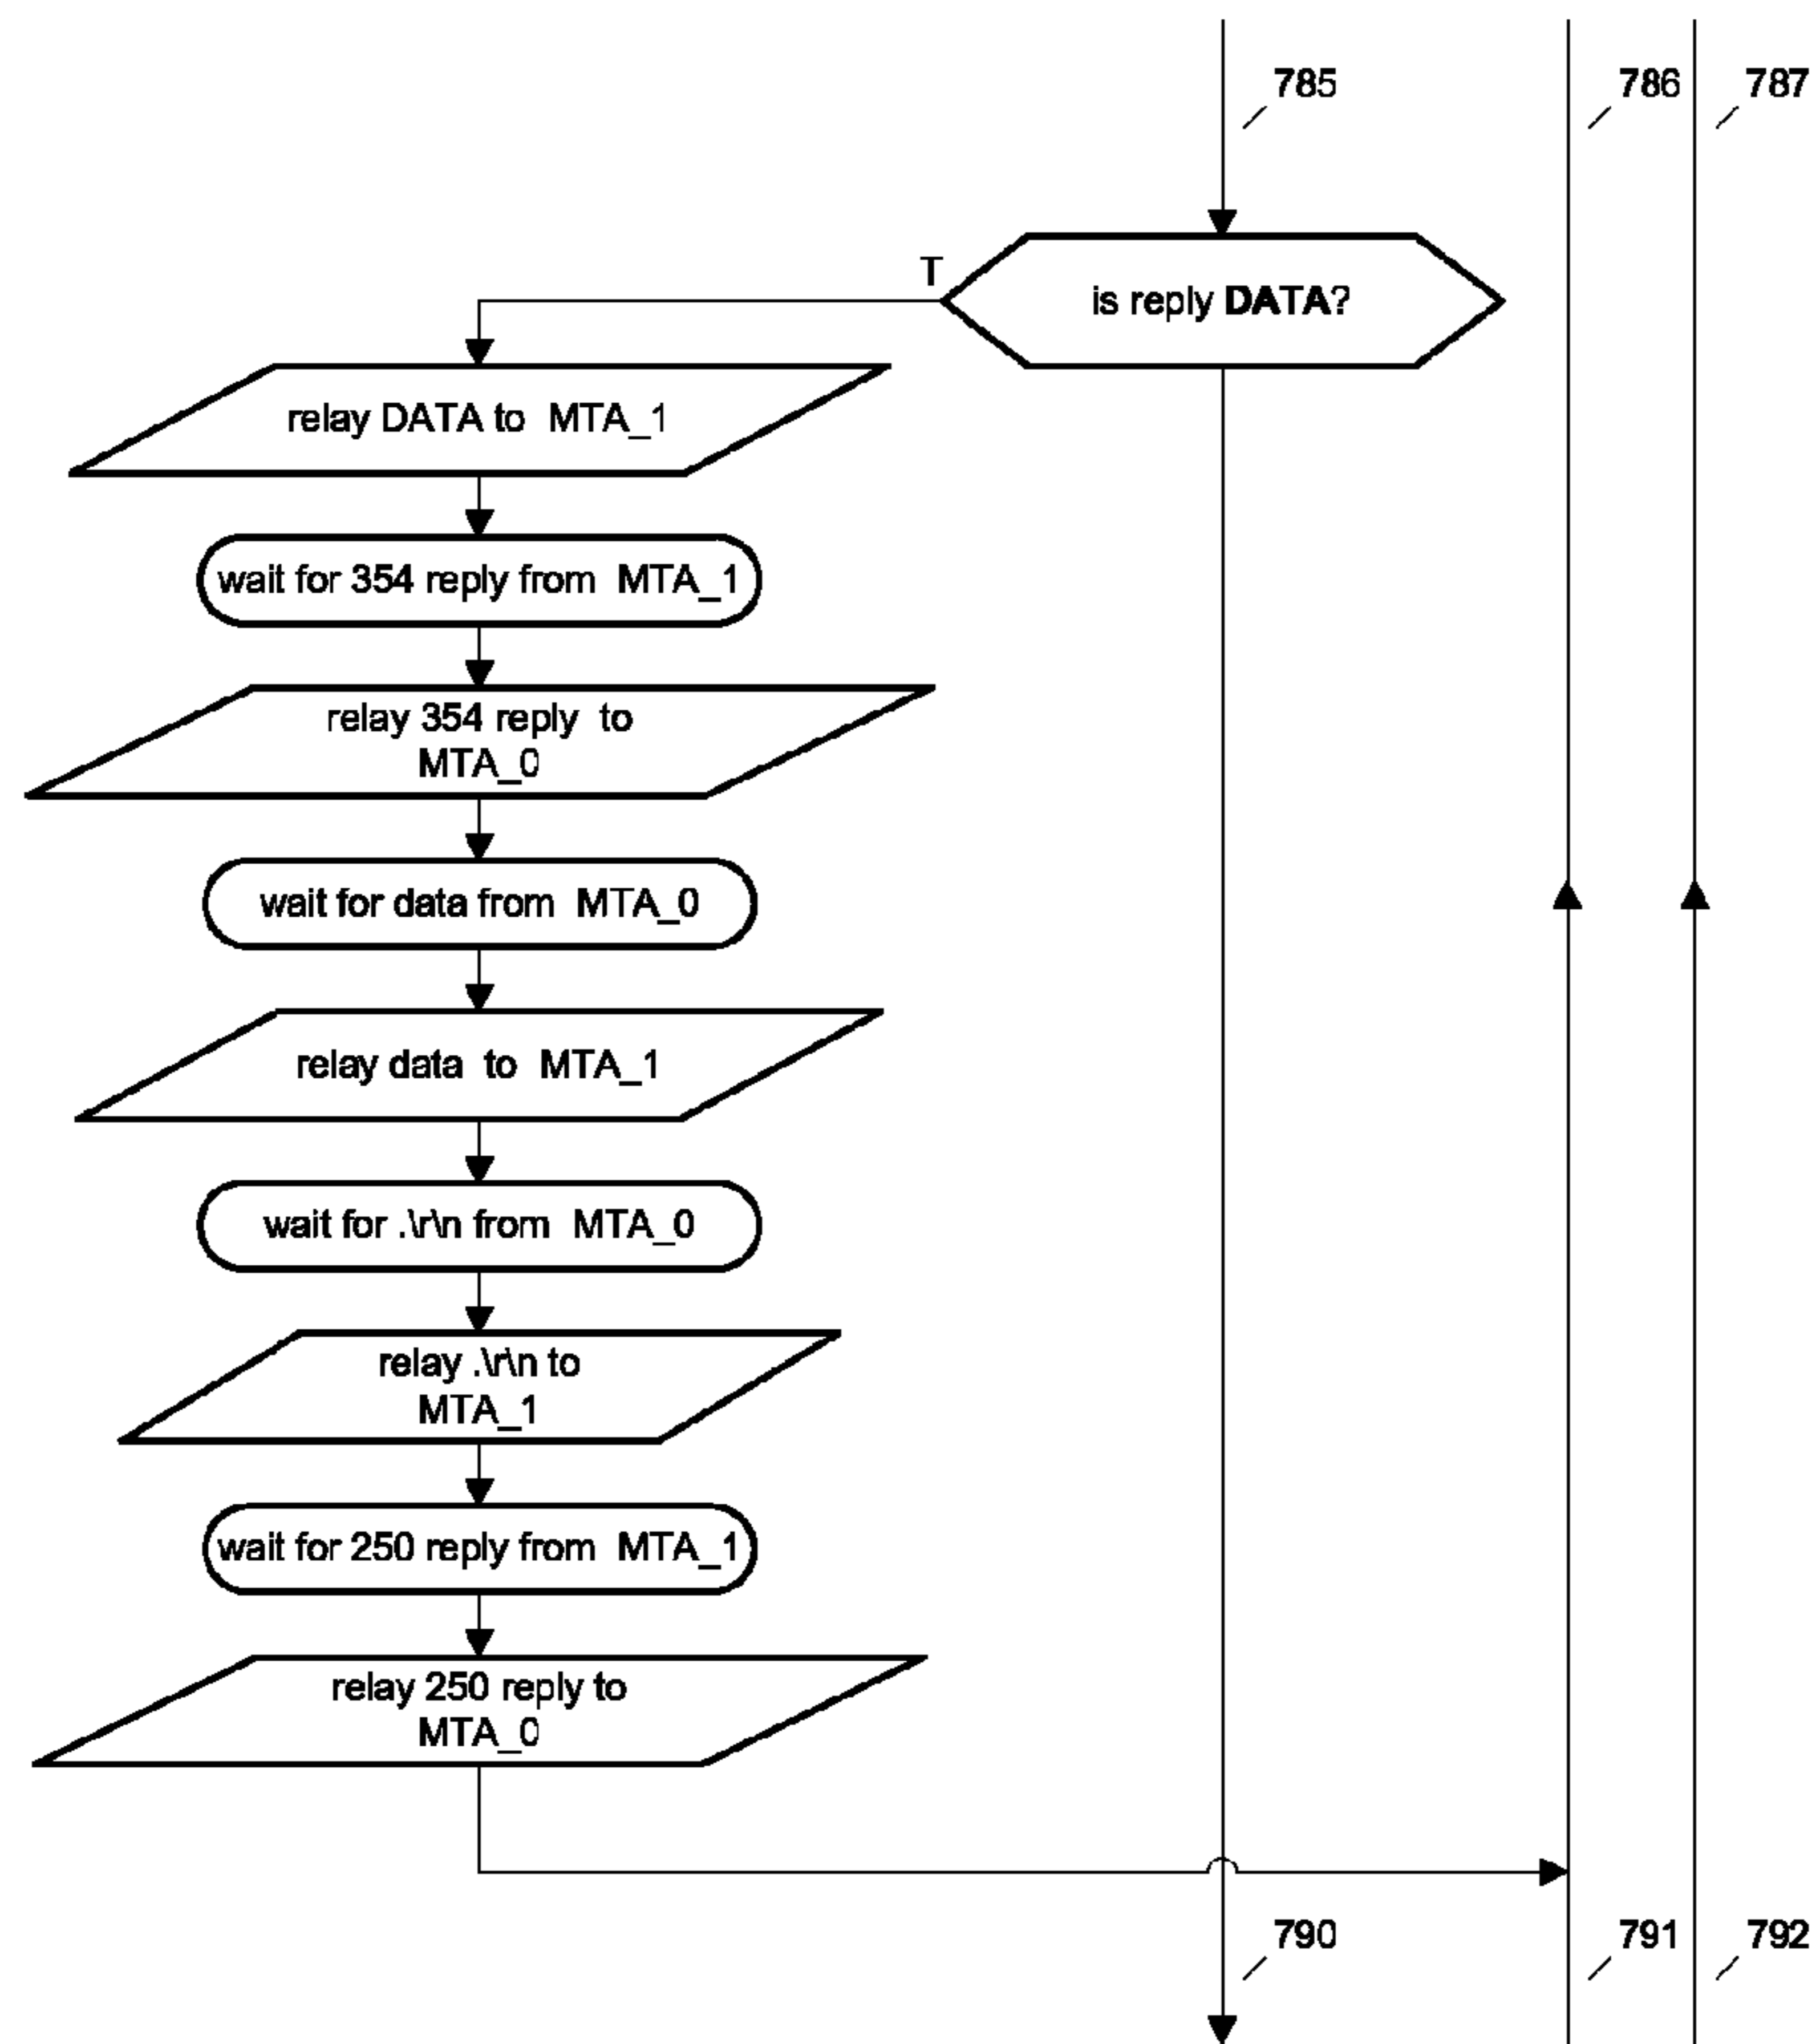 785
786
787
T
is reply DATA?
relay DATA to MTA_1
wait for 354 reply from MTA_1
relay 354 reply to
MTA_0
wait for data from MTA_0
relay data to MTA_1
wait for .\r\n from MTA_0
relay .\r\n to
MTA_1
wait for 250 reply from MTA_1
relay 250 reply to
MTA_0
790
791
792